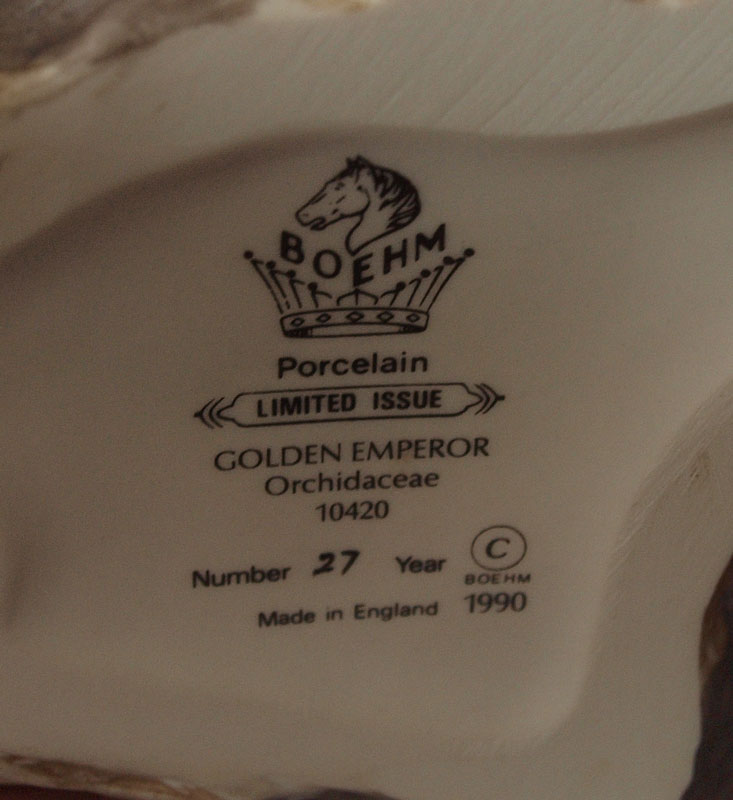 BOEHM
Porcelain
LIMITED ISSUE
GOLDEN EMPEROR
Orchidaceae
10420
Number 27 Year © BOEHM
Made in England 1990